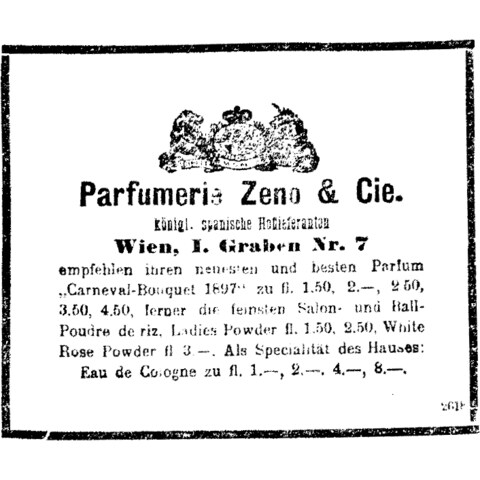 Parfumerie Zeno & Cie.
königl. spanische Hoflieferanten
Wien, I. Graben Nr. 7
empfehlen ihren neuesten und besten Parfum
„Carneval-Bouquet 1897" zu fl. 1.50, 2.—, 2.50,
3.50, 4.50, ferner die feinsten Salon- und Ball-
Poudre de riz, Ladies Powder fl. 1.50, 2.50, White
Rose Powder fl 3.—. Als Specialität des Hauses:
Eau de Cologne zu fl. 1.—, 2.—. 4.—, 8.—.